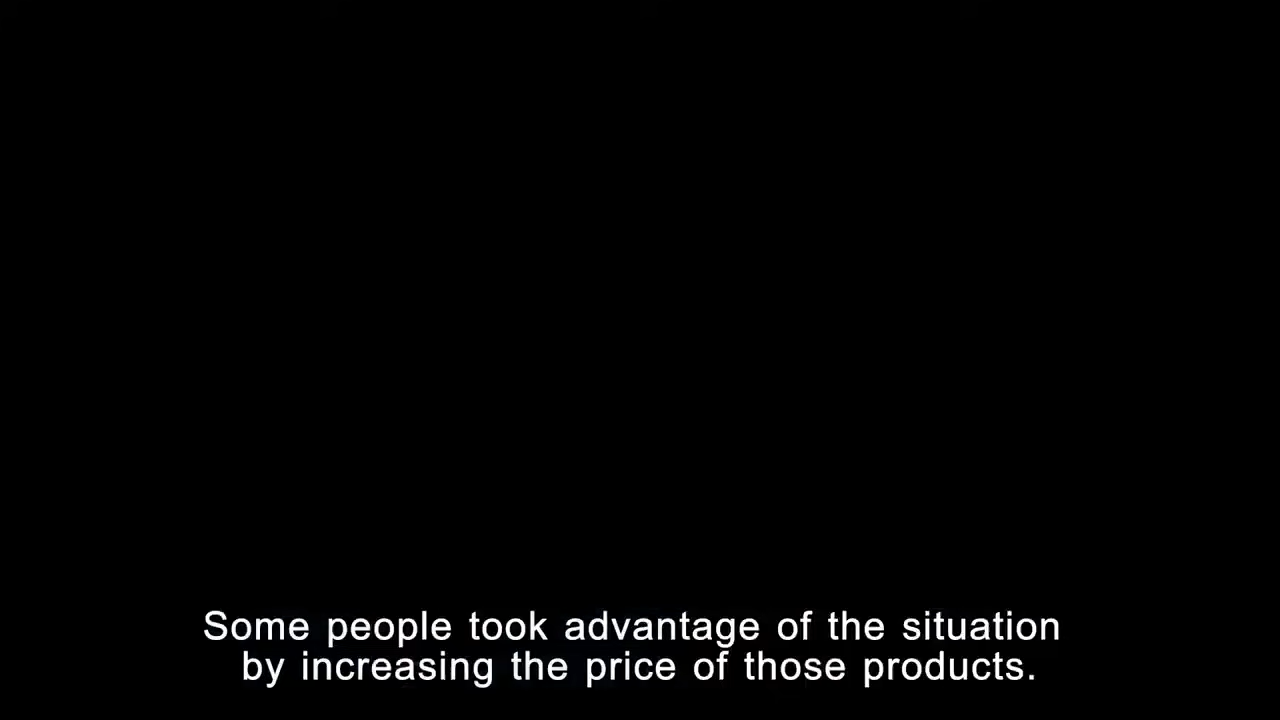 Some people took advantage of the situation
by increasing the price of those products.